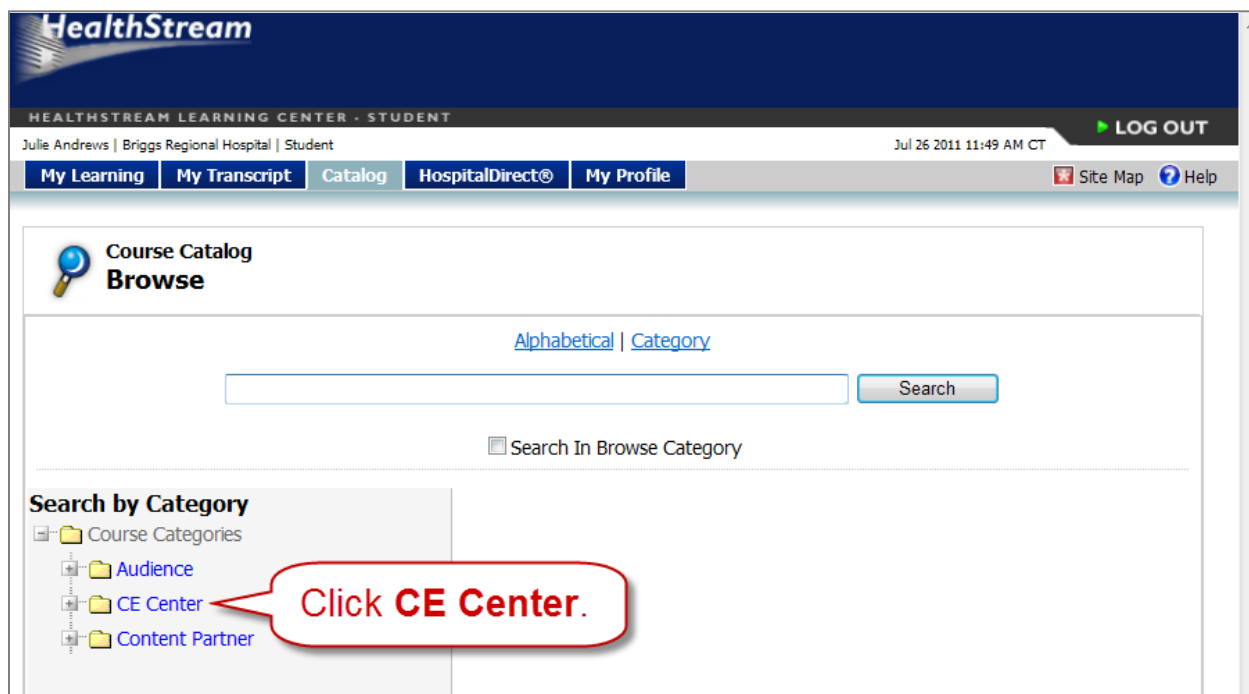 HealthStream
HEALTHSTREAM LEARNING CENTER - STUDENT
LOG OUT
Julie Andrews | Briggs Regional Hospital | Student
Jul 26 2011 11:49 AM CT
My Learning My Transcript Catalog HospitalDirect® My Profile Site Map Help
Course Catalog
Browse
Alphabetical | Category
Search
Search In Browse Category
Search by Category
Course Categories
Audience
CE Center
Click CE Center.
Content Partner